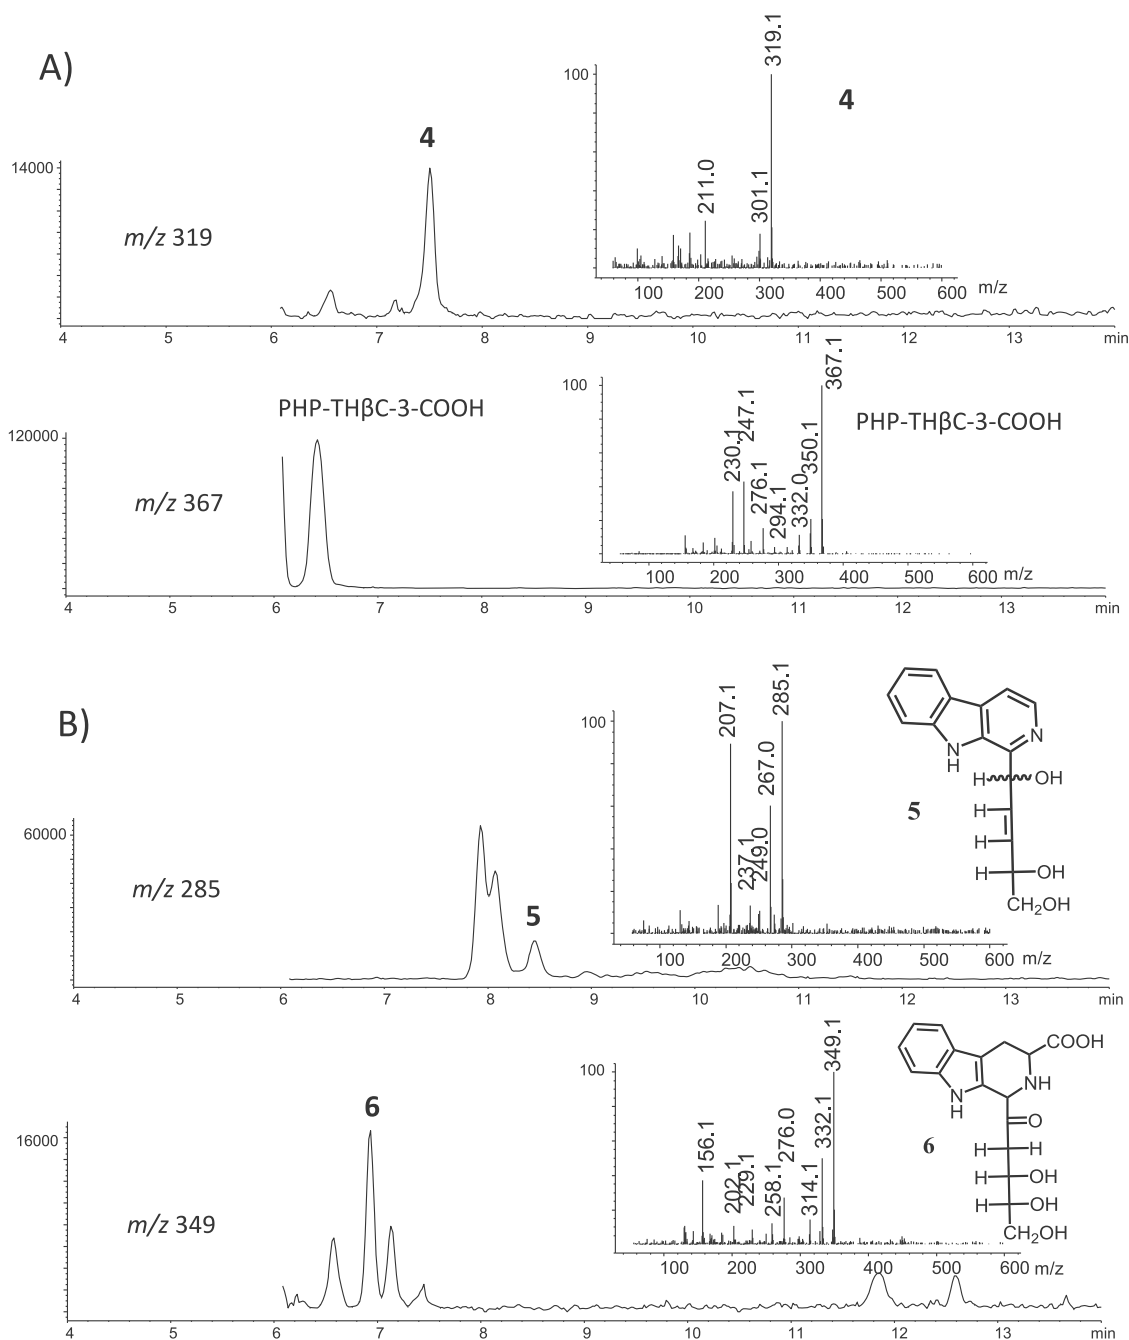 A)
14000
m/z 319
4
100
211.0
301.1
319.1
4
100 200 300 400 500 600 m/z
4 5 6 7 8 9 10 11 12 13 min
120000
m/z 367
PHP-THβC-3-COOH
100
230.1
247.1
276.1
294.1
332.0
350.1
367.1
PHP-THβC-3-COOH
100 200 300 400 500 600 m/z
4 5 6 7 8 9 10 11 12 13 min
B)
60000
m/z 285
5
100
207.1
237.1
249.0
267.0
285.1
100 200 300 400 500 600 m/z
N
N
H
H OH
H
H
H OH
CH2OH
5
4 5 6 7 8 9 10 11 12 13 min
16000
m/z 349
6
100
156.1
202.1
229.1
258.1
276.0
314.1
332.1
349.1
100 200 300 400 500 600 m/z
COOH
NH
N
H
O
H H
H OH
H OH
CH2OH
6
4 5 6 7 8 9 10 11 12 13 min